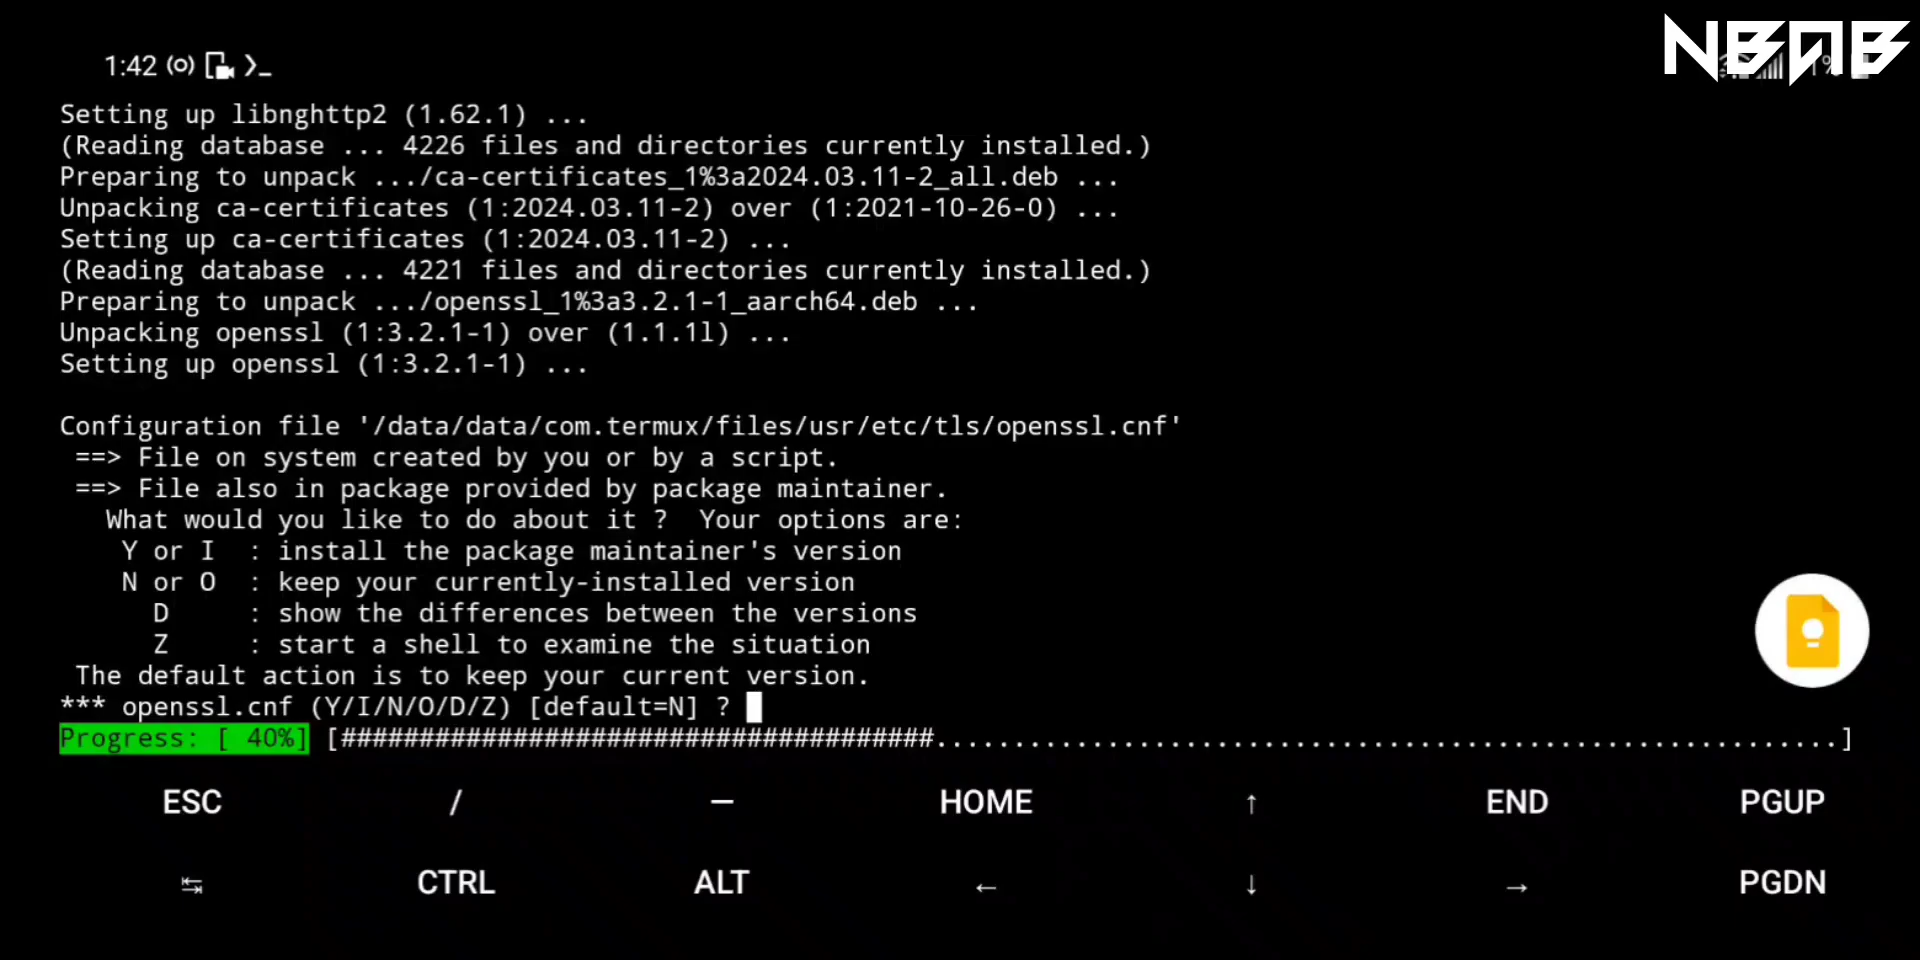 NBAB
1:42
Setting up libnghttp2 (1.62.1) ...
(Reading database ... 4226 files and directories currently installed.)
Preparing to unpack .../ca-certificates_1%3a2024.03.11-2_all.deb ...
Unpacking ca-certificates (1:2024.03.11-2) over (1:2021-10-26-0) ...
Setting up ca-certificates (1:2024.03.11-2) ...
(Reading database ... 4221 files and directories currently installed.)
Preparing to unpack .../openssl_1%3a3.2.1-1_aarch64.deb ...
Unpacking openssl (1:3.2.1-1) over (1.1.1l) ...
Setting up openssl (1:3.2.1-1) ...
Configuration file '/data/data/com.termux/files/usr/etc/tls/openssl.cnf'
==> File on system created by you or by a script.
==> File also in package provided by package maintainer.
What would you like to do about it ?  Your options are:
Y or I  : install the package maintainer's version
N or O  : keep your currently-installed version
D     : show the differences between the versions
Z     : start a shell to examine the situation
The default action is to keep your current version.
*** openssl.cnf (Y/I/N/O/D/Z) [default=N] ?
Progress: [ 40%] [######################################..........................................................]
ESC / — HOME ↑ END PGUP
↹ CTRL ALT ← ↓ → PGDN